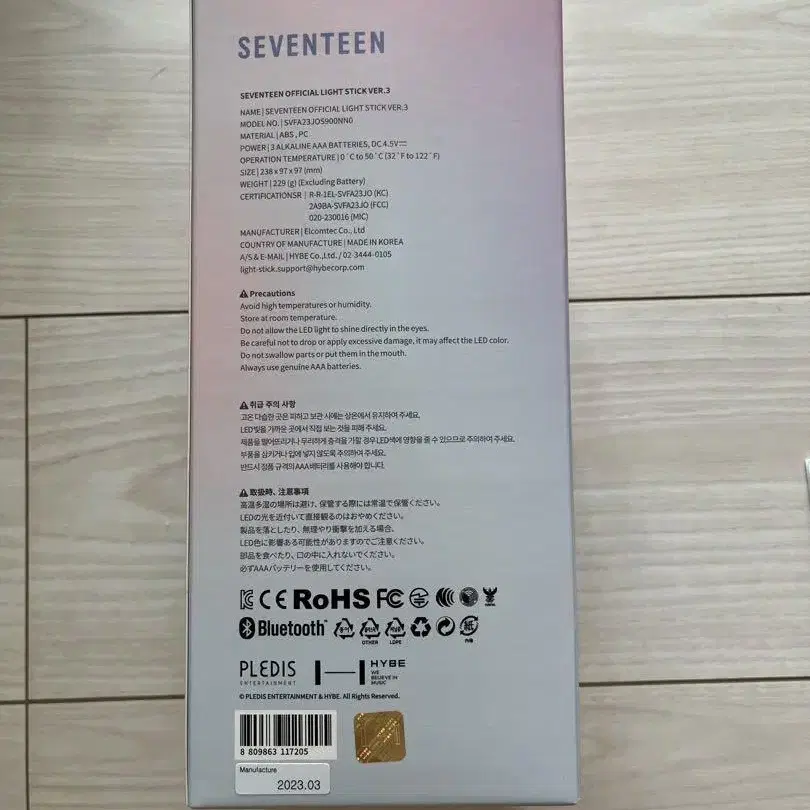 SEVENTEEN
SEVENTEEN OFFICIAL LIGHT STICK VER.3
NAME | SEVENTEEN OFFICIAL LIGHT STICK VER.3
MODEL NO. | SVFA23JOS900NN0
MATERIAL | ABS , PC
POWER | 3 ALKALINE AAA BATTERIES, DC 4.5V⎓
OPERATION TEMPERATURE | 0˚C to 50˚C (32˚F to 122˚F)
SIZE | 238 x 97 x 97 (mm)
WEIGHT | 229 (g) (Excluding Battery)
CERTIFICATIONSR | R-R-1EL-SVFA23JO (KC)
2A9BA-SVFA23JO (FCC)
020-230016 (MIC)
MANUFACTURER | Elcomtec Co., Ltd
COUNTRY OF MANUFACTURE | MADE IN KOREA
A/S & E-MAIL | HYBE Co.,Ltd. / 02-3444-0105
light-stick.support@hybecorp.com
⚠ Precautions
Avoid high temperatures or humidity.
Store at room temperature.
Do not allow the LED light to shine directly in the eyes.
Be careful not to drop or apply excessive damage, it may affect the LED color.
Do not swallow parts or put them in the mouth.
Always use genuine AAA batteries.
⚠ 취급 주의 사항
고온 다습한 곳은 피하고 보관 시에는 상온에서 유지하여 주세요.
LED빛을 가까운 곳에서 직접 보는 것을 피해 주세요.
제품을 떨어뜨리거나 무리하게 충격을 가할 경우 LED색에 영향을 줄 수 있으므로 주의하여 주세요.
부품을 삼키거나 입에 넣지 않도록 주의하여 주세요.
반드시 정품 규격의 AAA 배터리를 사용해야 합니다.
⚠ 取扱時、注意事項
高温多湿の場所は避け、保管する際には常温で保管ください。
LEDの光を近付いて直接観るのはおやめください。
製品を落としたり、無理やり衝撃を加える場合、
LED色に影響ある可能性がありますのでご注意ください。
部品を食べたり、口の中に入れないでください。
必ずAAAバッテリーを使用してください。
CE RoHS FC
Bluetooth
OTHER LDPE
PLEDIS
ENTERTAINMENT
HYBE
WE
BELIEVE IN
MUSIC
© PLEDIS ENTERTAINMENT & HYBE. All Rights Reserved.
8 809863 117205
Manufacture
2023.03